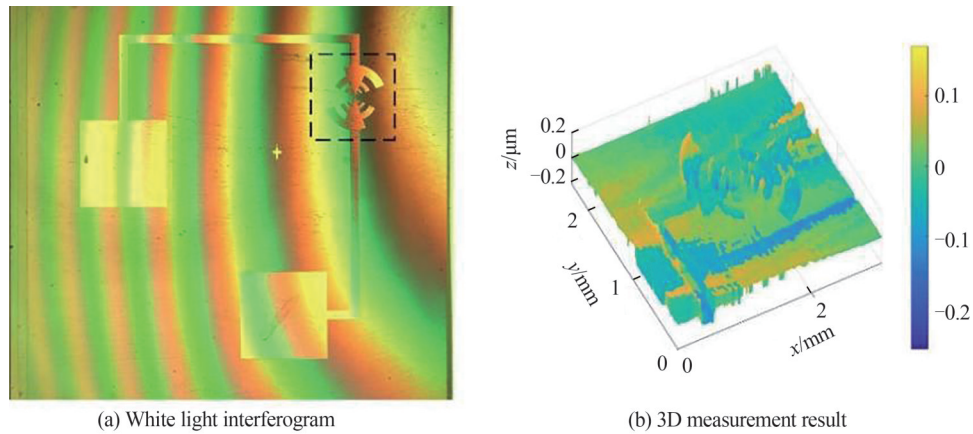 0.2
0
−0.2
z/μm
2
1
0
y/mm
0
2
x/mm
0.1
0
−0.1
−0.2
(a) White light interferogram
(b) 3D measurement result